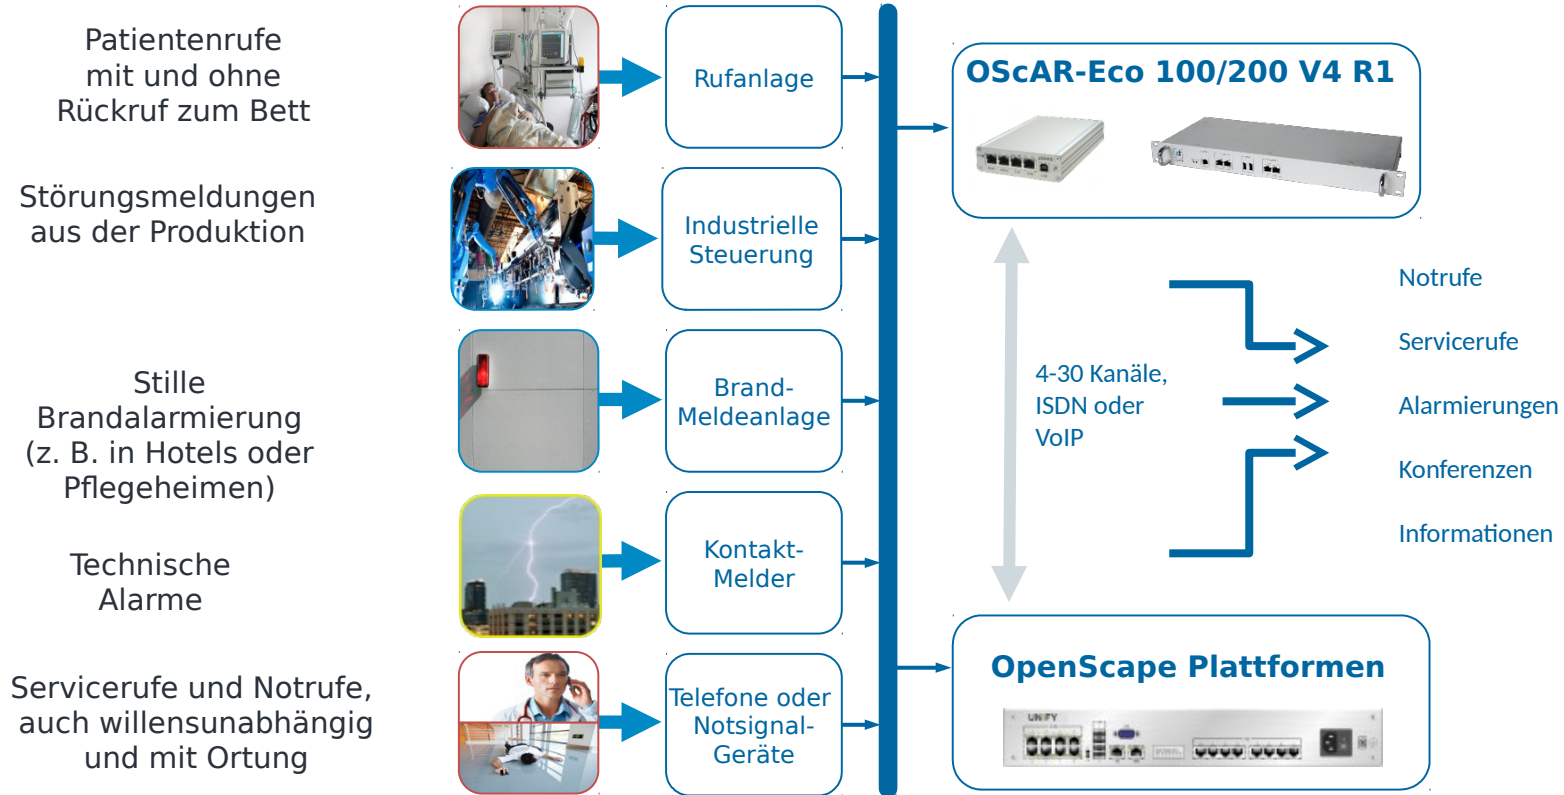 Patientenrufe
mit und ohne
Rückruf zum Bett
Störungsmeldungen
aus der Produktion
Stille
Brandalarmierung
(z. B. in Hotels oder
Pflegeheimen)
Technische
Alarme
Servicerufe und Notrufe,
auch willensunabhängig
und mit Ortung
Rufanlage
Industrielle
Steuerung
Brand-
Meldeanlage
Kontakt-
Melder
Telefone oder
Notsignal-
Geräte
OScAR-Eco 100/200 V4 R1
4-30 Kanäle,
ISDN oder
VoIP
Notrufe
Servicerufe
Alarmierungen
Konferenzen
Informationen
OpenScape Plattformen
UNIFY